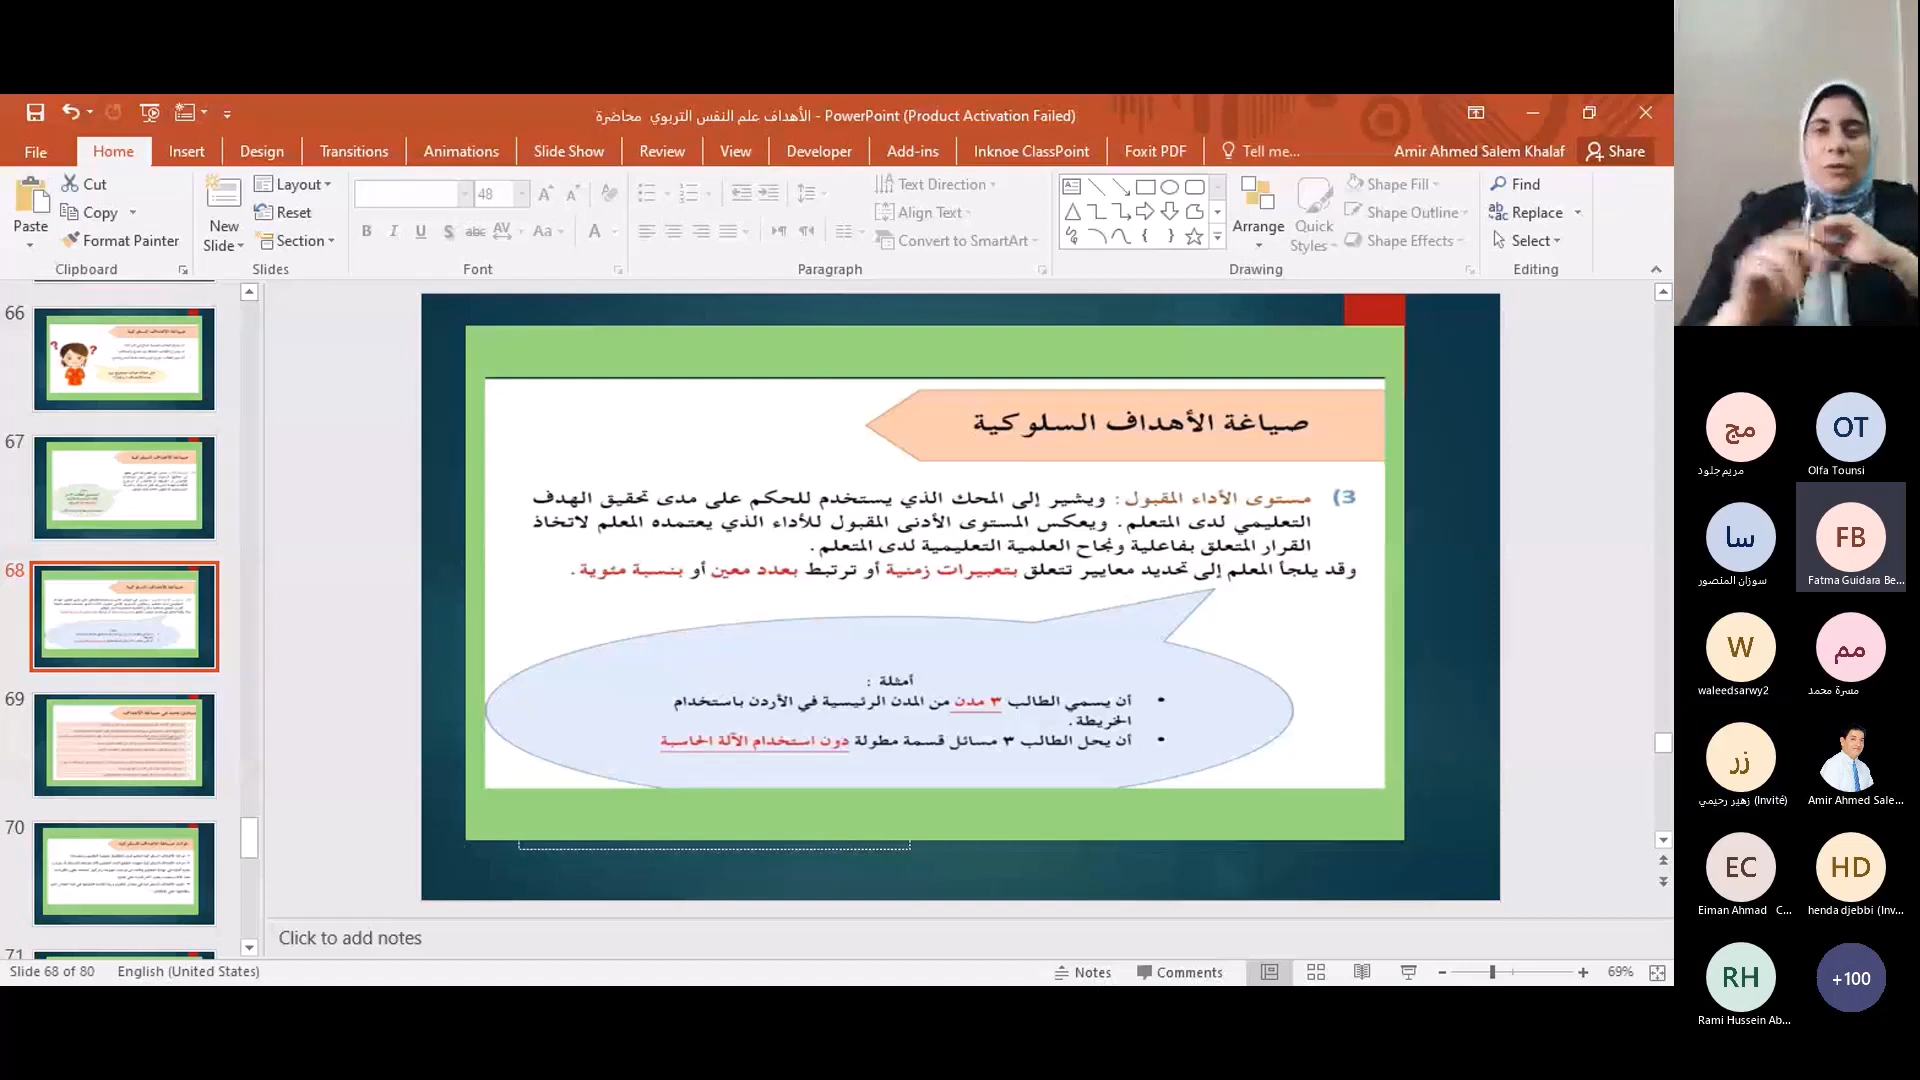 الأهداف علم النفس التربوي محاضرة - PowerPoint (Product Activation Failed)
File Home Insert Design Transitions Animations Slide Show Review View Developer Add-ins Inknoe ClassPoint Foxit PDF Tell me... Amir Ahmed Salem Khalaf Share
Paste
Cut
Copy
Format Painter
Clipboard
New Slide
Layout
Reset
Section
Slides
48
Font
Text Direction
Align Text
Convert to SmartArt
Paragraph
Arrange
Quick Styles
Shape Fill
Shape Outline
Shape Effects
Drawing
Find
Replace
Select
Editing
66
67
68
69
70
71
صياغة الأهداف السلوكية
3) مستوى الأداء المقبول : ويشير إلى المحك الذي يستخدم للحكم على مدى تحقيق الهدف
التعليمي لدى المتعلم. ويعكس المستوى الأدنى المقبول للأداء الذي يعتمده المعلم لاتخاذ
القرار المتعلق بفاعلية ونجاح العلمية التعليمية لدى المتعلم.
وقد يلجأ المعلم إلى تحديد معايير تتعلق بتعبيرات زمنية أو ترتبط بعدد معين أو بنسبة مئوية .
أمثلة :
• أن يسمي الطالب ٣ مدن من المدن الرئيسية في الأردن باستخدام
الخريطة.
• أن يحل الطالب ٣ مسائل قسمة مطولة دون استخدام الآلة الحاسبة
Click to add notes
Slide 68 of 80 English (United States) Notes Comments 69%
مج
مريم جلود
OT
Olfa Tounsi
سا
سوزان المنصور
FB
Fatma Guidara Be...
W
waleedsarwy2
مم
مسرة محمد
زر
زهير رحيمي (Invité)
Amir Ahmed Sale...
EC
Eiman Ahmad C...
HD
henda djebbi (Inv...
RH
Rami Hussein Ab...
+100